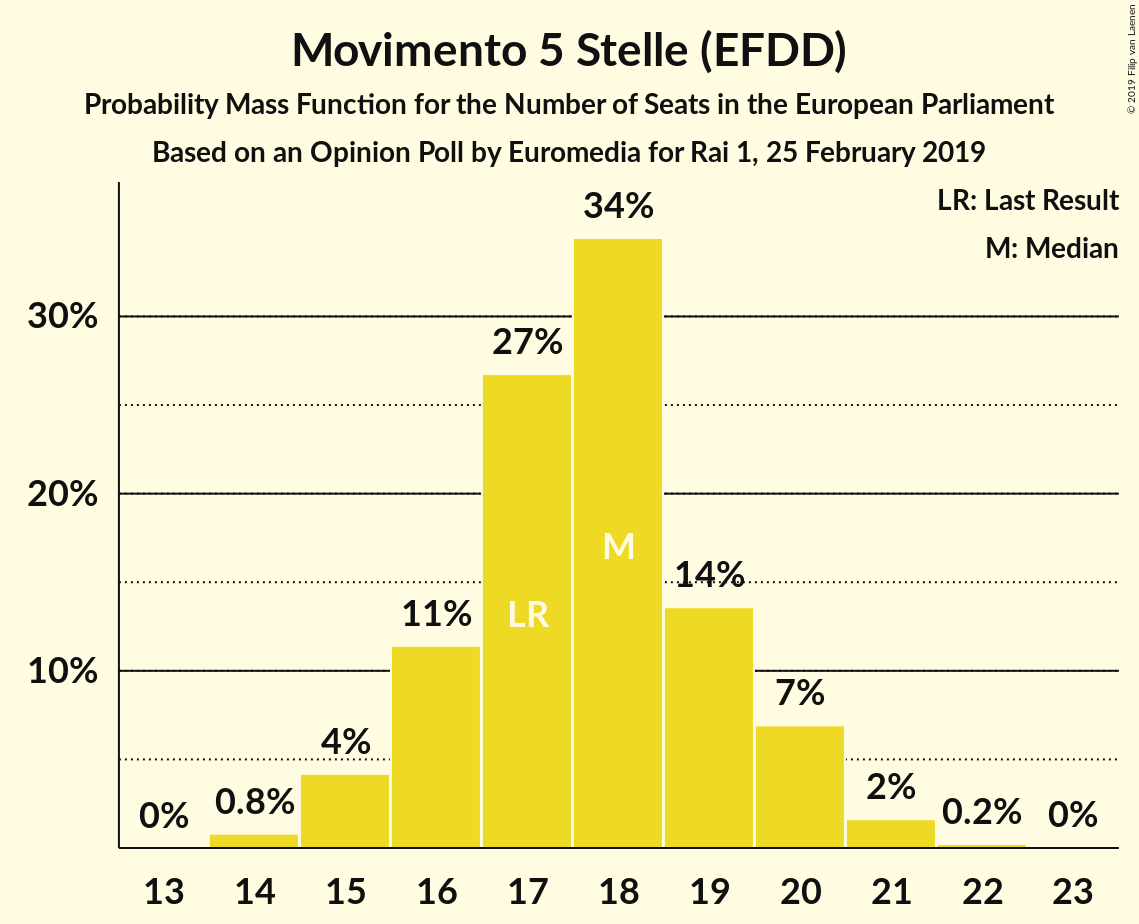 Movimento 5 Stelle (EFDD)
Probability Mass Function for the Number of Seats in the European Parliament
Based on an Opinion Poll by Euromedia for Rai 1, 25 February 2019
© 2019 Filip van Laenen
LR: Last Result
M: Median
30%
20%
10%
0%
0.8%
4%
11%
27%
34%
14%
7%
2%
0.2%
0%
LR
M
13 14 15 16 17 18 19 20 21 22 23